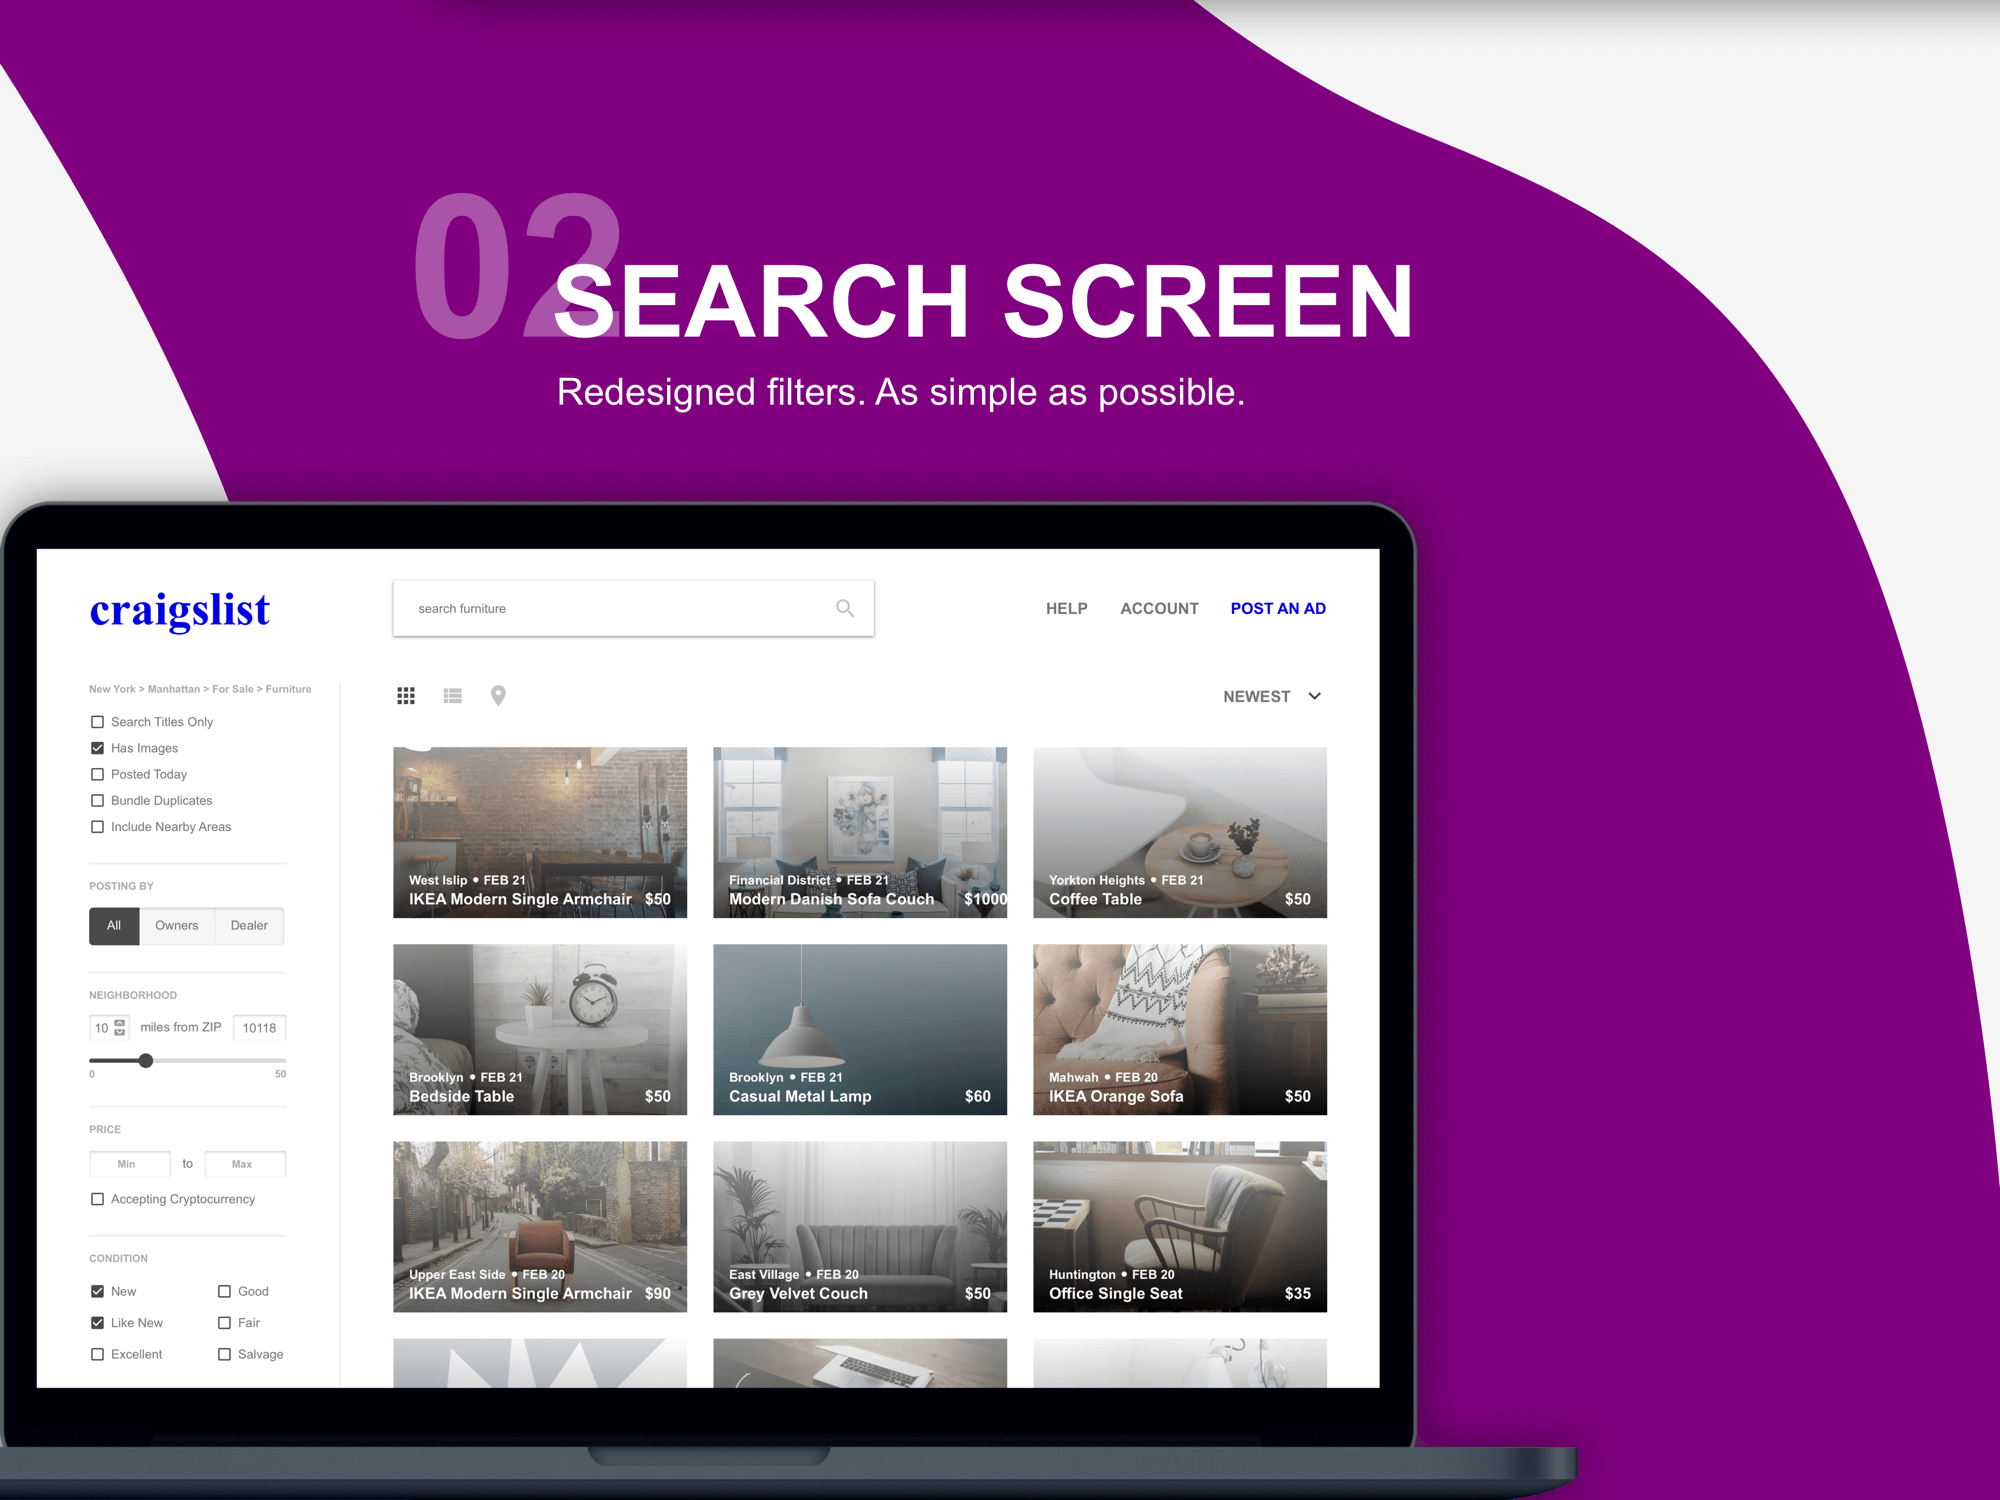 02
SEARCH SCREEN
Redesigned filters. As simple as possible.
craigslist
search furniture
HELP
ACCOUNT
POST AN AD
New York > Manhattan > For Sale > Furniture
Search Titles Only
Has Images
Posted Today
Bundle Duplicates
Include Nearby Areas
POSTING BY
All
Owners
Dealer
NEIGHBORHOOD
10 miles from ZIP 10118
0
50
PRICE
Min to Max
Accepting Cryptocurrency
CONDITION
New
Good
Like New
Fair
Excellent
Salvage
NEWEST
West Islip • FEB 21
IKEA Modern Single Armchair $50
Financial District • FEB 21
Modern Danish Sofa Couch $1000
Yorkton Heights • FEB 21
Coffee Table $50
Brooklyn • FEB 21
Bedside Table $50
Brooklyn • FEB 21
Casual Metal Lamp $60
Mahwah • FEB 20
IKEA Orange Sofa $50
Upper East Side • FEB 20
IKEA Modern Single Armchair $90
East Village • FEB 20
Grey Velvet Couch $50
Huntington • FEB 20
Office Single Seat $35